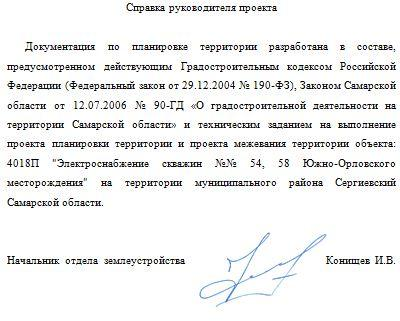 Справка руководителя проекта
Документация по планировке территории разработана в составе,
предусмотренном действующим Градостроительным кодексом Российской
Федерации (Федеральный закон от 29.12.2004 № 190-ФЗ), Законом Самарской
области от 12.07.2006 № 90-ГД «О градостроительной деятельности на
территории Самарской области» и техническим заданием на выполнение
проекта планировки территории и проекта межевания территории объекта:
4018П "Электроснабжение скважин №№ 54, 58 Южно-Орловского
месторождения" на территории муниципального района Сергиевский
Самарской области.
Начальник отдела землеустройства Конищев И.В.